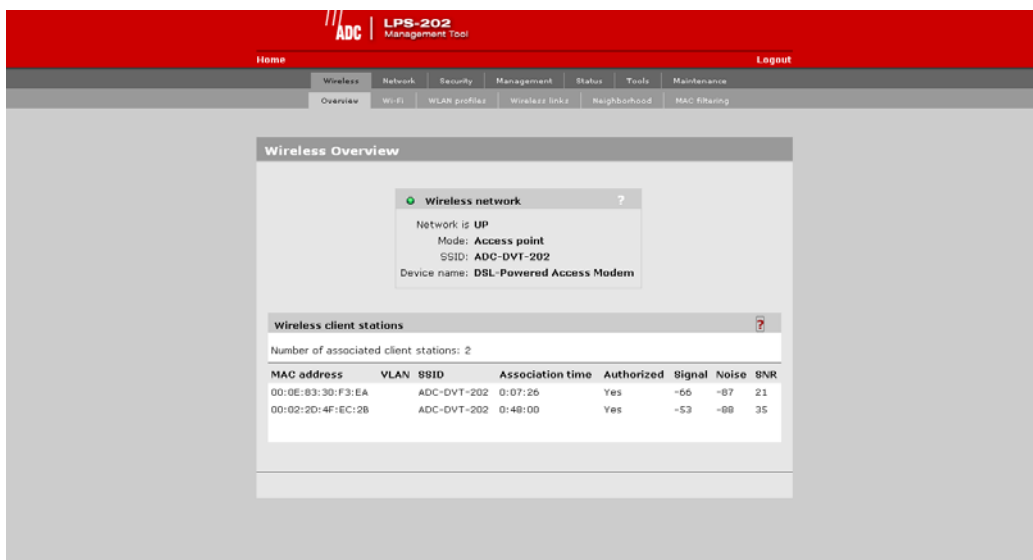 ADC LPS-202
Management Tool
Home Logout
Wireless Network Security Management Status Tools Maintenance
Overview Wi-Fi WLAN profiles Wireless links Neighborhood MAC filtering
Wireless Overview
Wireless network ?
Network is UP
Mode: Access point
SSID: ADC-DVT-202
Device name: DSL-Powered Access Modem
Wireless client stations ?
Number of associated client stations: 2
MAC address VLAN SSID Association time Authorized Signal Noise SNR
00:0E:83:30:F3:EA ADC-DVT-202 0:07:26 Yes -66 -87 21
00:02:2D:4F:EC:2B ADC-DVT-202 0:48:00 Yes -53 -88 35